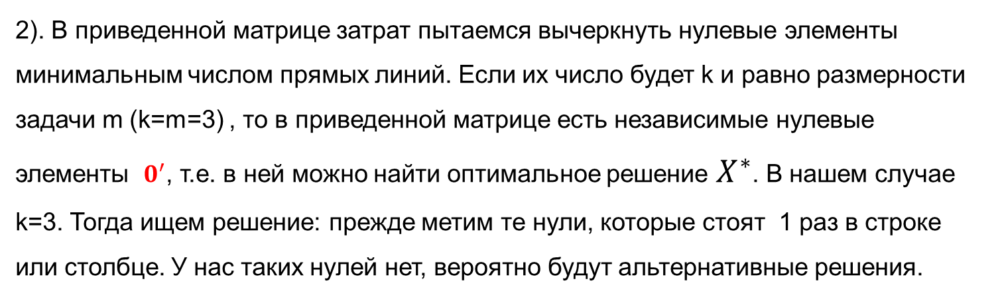 2). В приведенной матрице затрат пытаемся вычеркнуть нулевые элементы
минимальным числом прямых линий. Если их число будет k и равно размерности
задачи m (k=m=3) , то в приведенной матрице есть независимые нулевые
элементы 0′, т.е. в ней можно найти оптимальное решение X*. В нашем случае
k=3. Тогда ищем решение: прежде метим те нули, которые стоят 1 раз в строке
или столбце. У нас таких нулей нет, вероятно будут альтернативные решения.